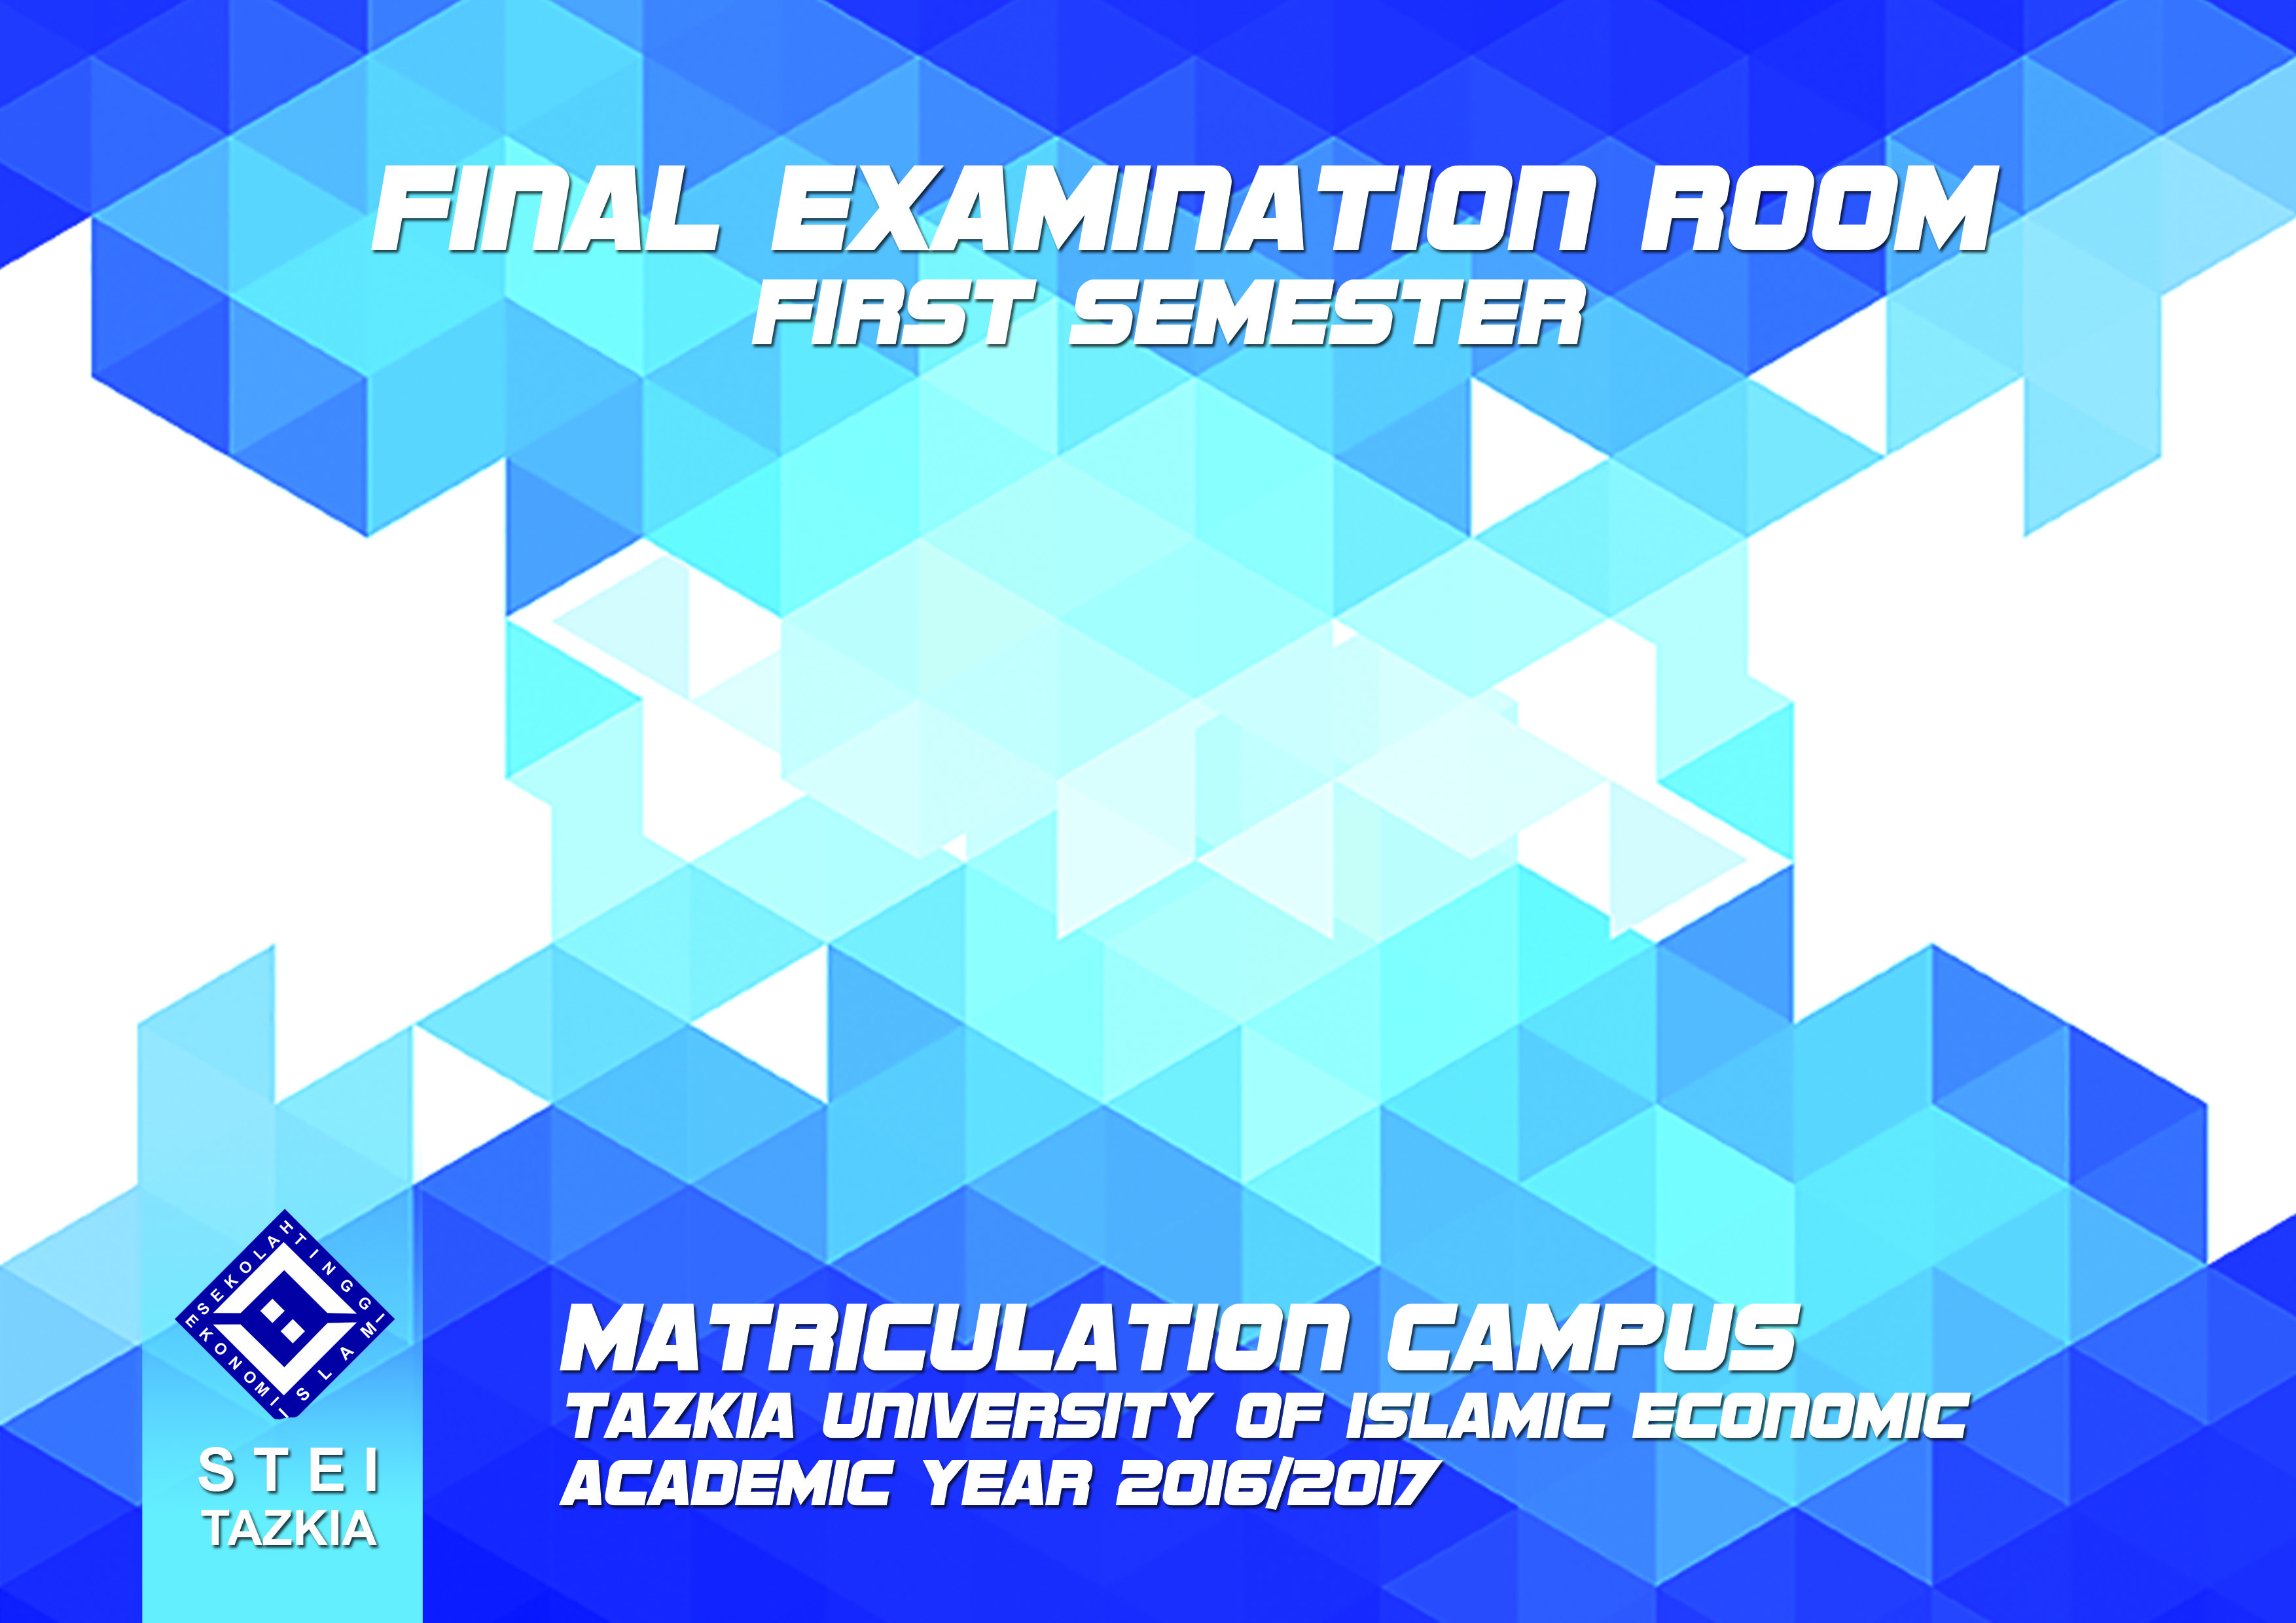 FINAL EXAMINATION ROOM
FIRST SEMESTER
SEKOLAH TINGGI
EKONOMI ISLAM
STEI
TAZKIA
MATRICULATION CAMPUS
TAZKIA UNIVERSITY OF ISLAMIC ECONOMIC
ACADEMIC YEAR 2016/2017